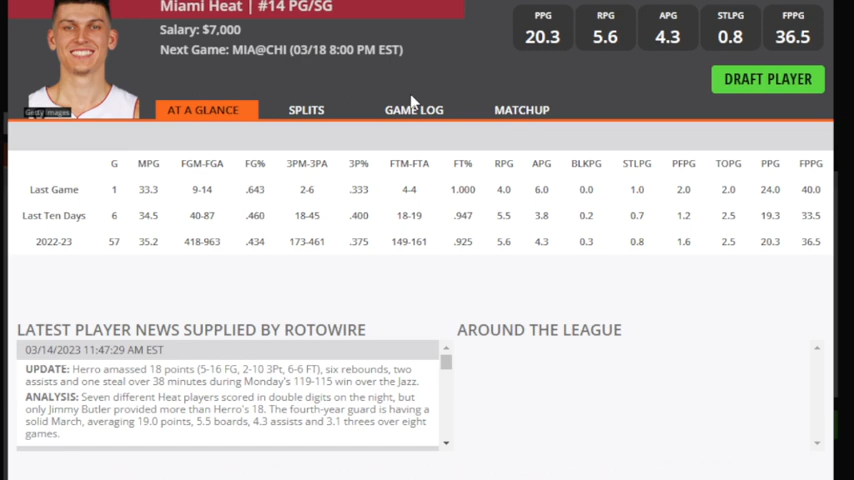 Miami Heat | #14 PG/SG
Salary: $7,000
Next Game: MIA@CHI (03/18 8:00 PM EST)
PPG RPG APG STLPG FPPG
20.3 5.6 4.3 0.8 36.5
DRAFT PLAYER
Getty Images
AT A GLANCE SPLITS GAME LOG MATCHUP
G MPG FGM-FGA FG% 3PM-3PA 3P% FTM-FTA FT% RPG APG BLKPG STLPG PFPG TOPG PPG FPPG
Last Game 1 33.3 9-14 .643 2-6 .333 4-4 1.000 4.0 6.0 0.0 1.0 2.0 2.0 24.0 40.0
Last Ten Days 6 34.5 40-87 .460 18-45 .400 18-19 .947 5.5 3.8 0.2 0.7 1.2 2.5 19.3 33.5
2022-23 57 35.2 418-963 .434 173-461 .375 149-161 .925 5.6 4.3 0.3 0.8 1.6 2.5 20.3 36.5
LATEST PLAYER NEWS SUPPLIED BY ROTOWIRE
03/14/2023 11:47:29 AM EST
UPDATE: Herro amassed 18 points (5-16 FG, 2-10 3Pt, 6-6 FT), six rebounds, two
assists and one steal over 38 minutes during Monday's 119-115 win over the Jazz.
ANALYSIS: Seven different Heat players scored in double digits on the night, but
only Jimmy Butler provided more than Herro's 18. The fourth-year guard is having a
solid March, averaging 19.0 points, 5.5 boards, 4.3 assists and 3.1 threes over eight
games.
AROUND THE LEAGUE